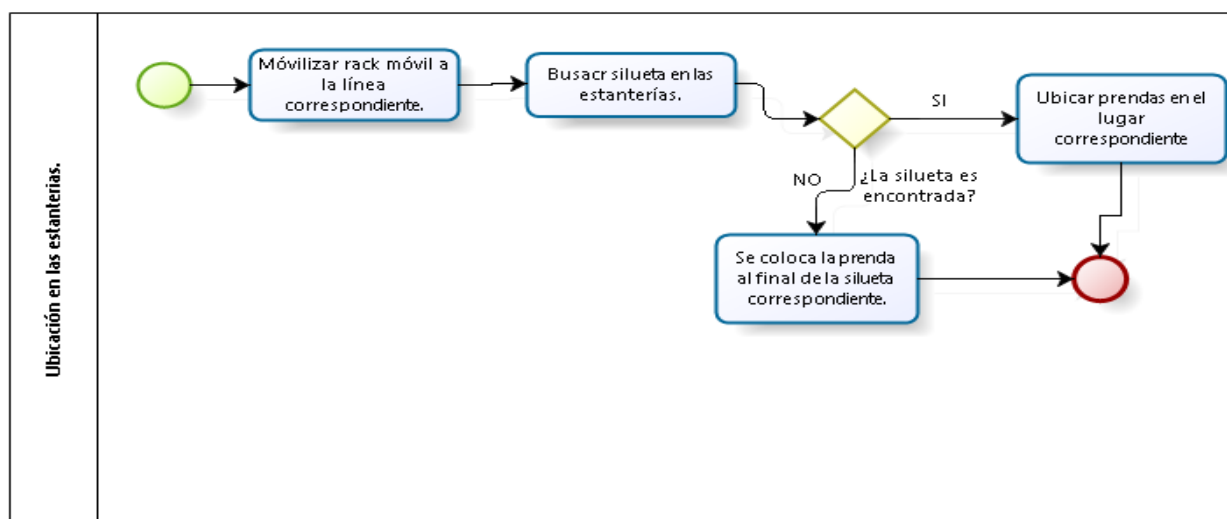 Ubicación en las estanterias.
Móvilizar rack móvil a
la línea
correspondiente.
Busacr silueta en las
estanterías.
SI
Ubicar prendas en el
lugar
correspondiente
NO
¿La silueta es
encontrada?
Se coloca la prenda
al final de la silueta
correspondiente.